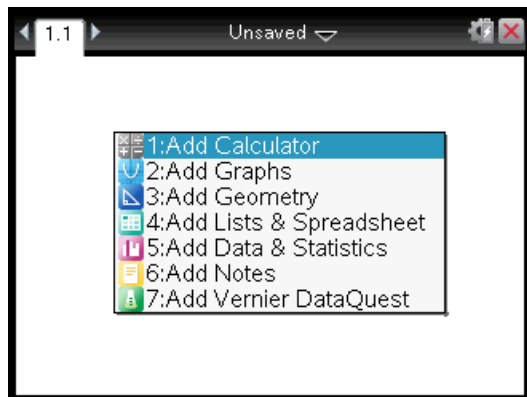 1.1 Unsaved
1:Add Calculator
2:Add Graphs
3:Add Geometry
4:Add Lists & Spreadsheet
5:Add Data & Statistics
6:Add Notes
7:Add Vernier DataQuest